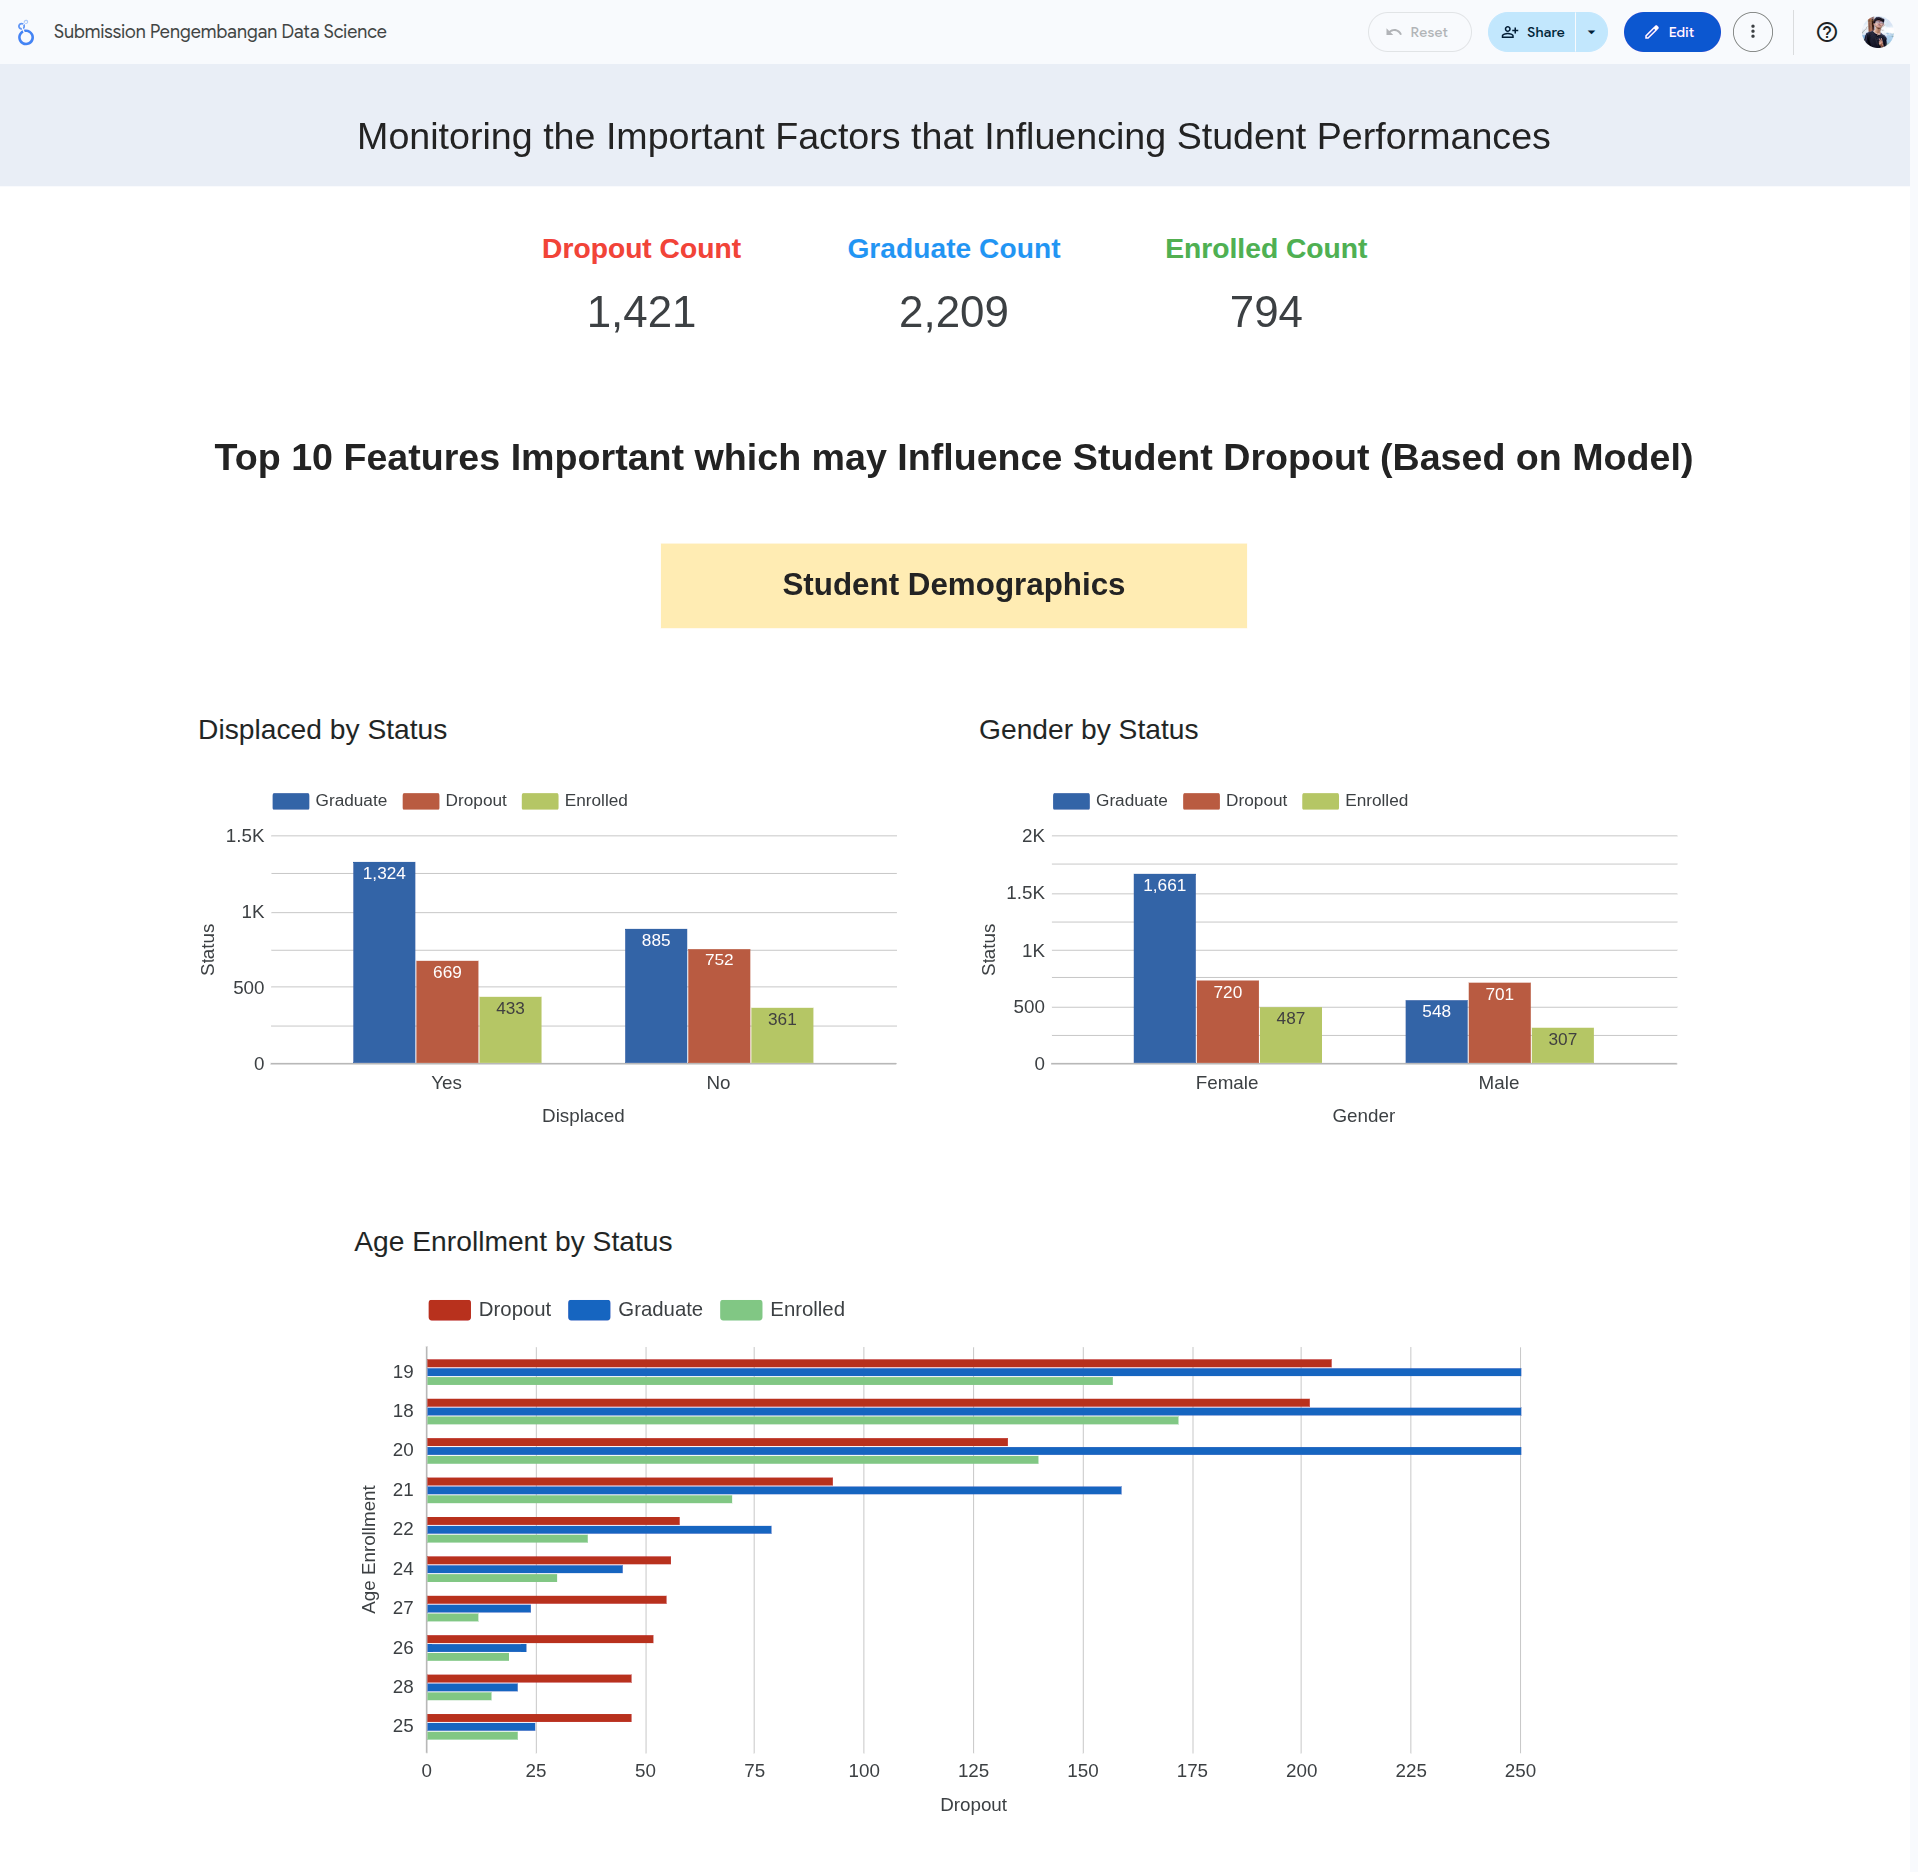 Submission Pengembangan Data Science
Reset
Share
Edit
Monitoring the Important Factors that Influencing Student Performances
Dropout Count Graduate Count Enrolled Count
1,421 2,209 794
Top 10 Features Important which may Influence Student Dropout (Based on Model)
Student Demographics
Displaced by Status
Graduate Dropout Enrolled
1.5K
1K
500
0
Status
1,324
669
433
885
752
361
Yes No
Displaced
Gender by Status
Graduate Dropout Enrolled
2K
1.5K
1K
500
0
Status
1,661
720
487
548
701
307
Female Male
Gender
Age Enrollment by Status
Dropout Graduate Enrolled
Age Enrollment
19
18
20
21
22
24
27
26
28
25
0 25 50 75 100 125 150 175 200 225 250
Dropout